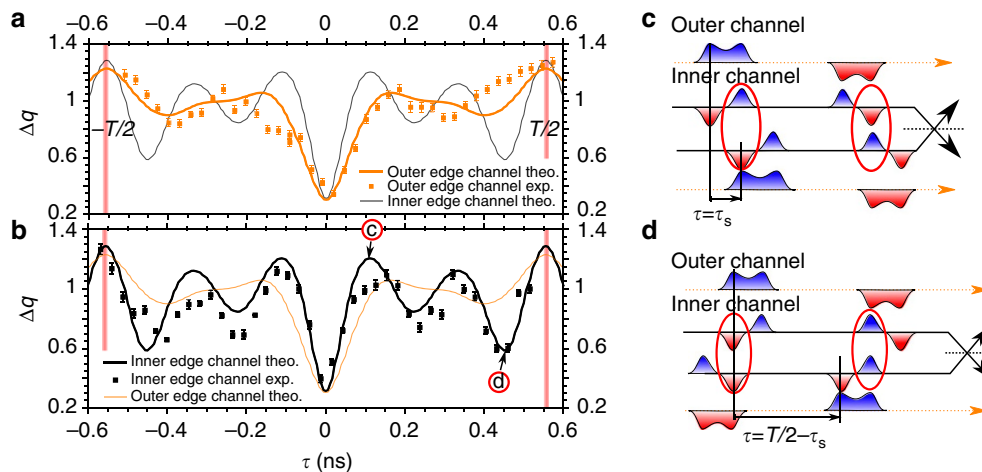 a
−0.6 −0.4 −0.2 0 0.2 0.4 0.6
1.4 1.4
1 1
0.6 0.6
0.2 0.2
Δq
−T/2 T/2
Outer edge channel theo.
Outer edge channel exp.
Inner edge channel theo.
b
1.4 1.4
1 1
0.6 0.6
0.2 0.2
Δq
c
d
Inner edge channel theo.
Inner edge channel exp.
Outer edge channel theo.
−0.6 −0.4 −0.2 0 0.2 0.4 0.6
τ (ns)
c
Outer channel
Inner channel
τ=τs
d
Outer channel
Inner channel
τ=T/2−τs